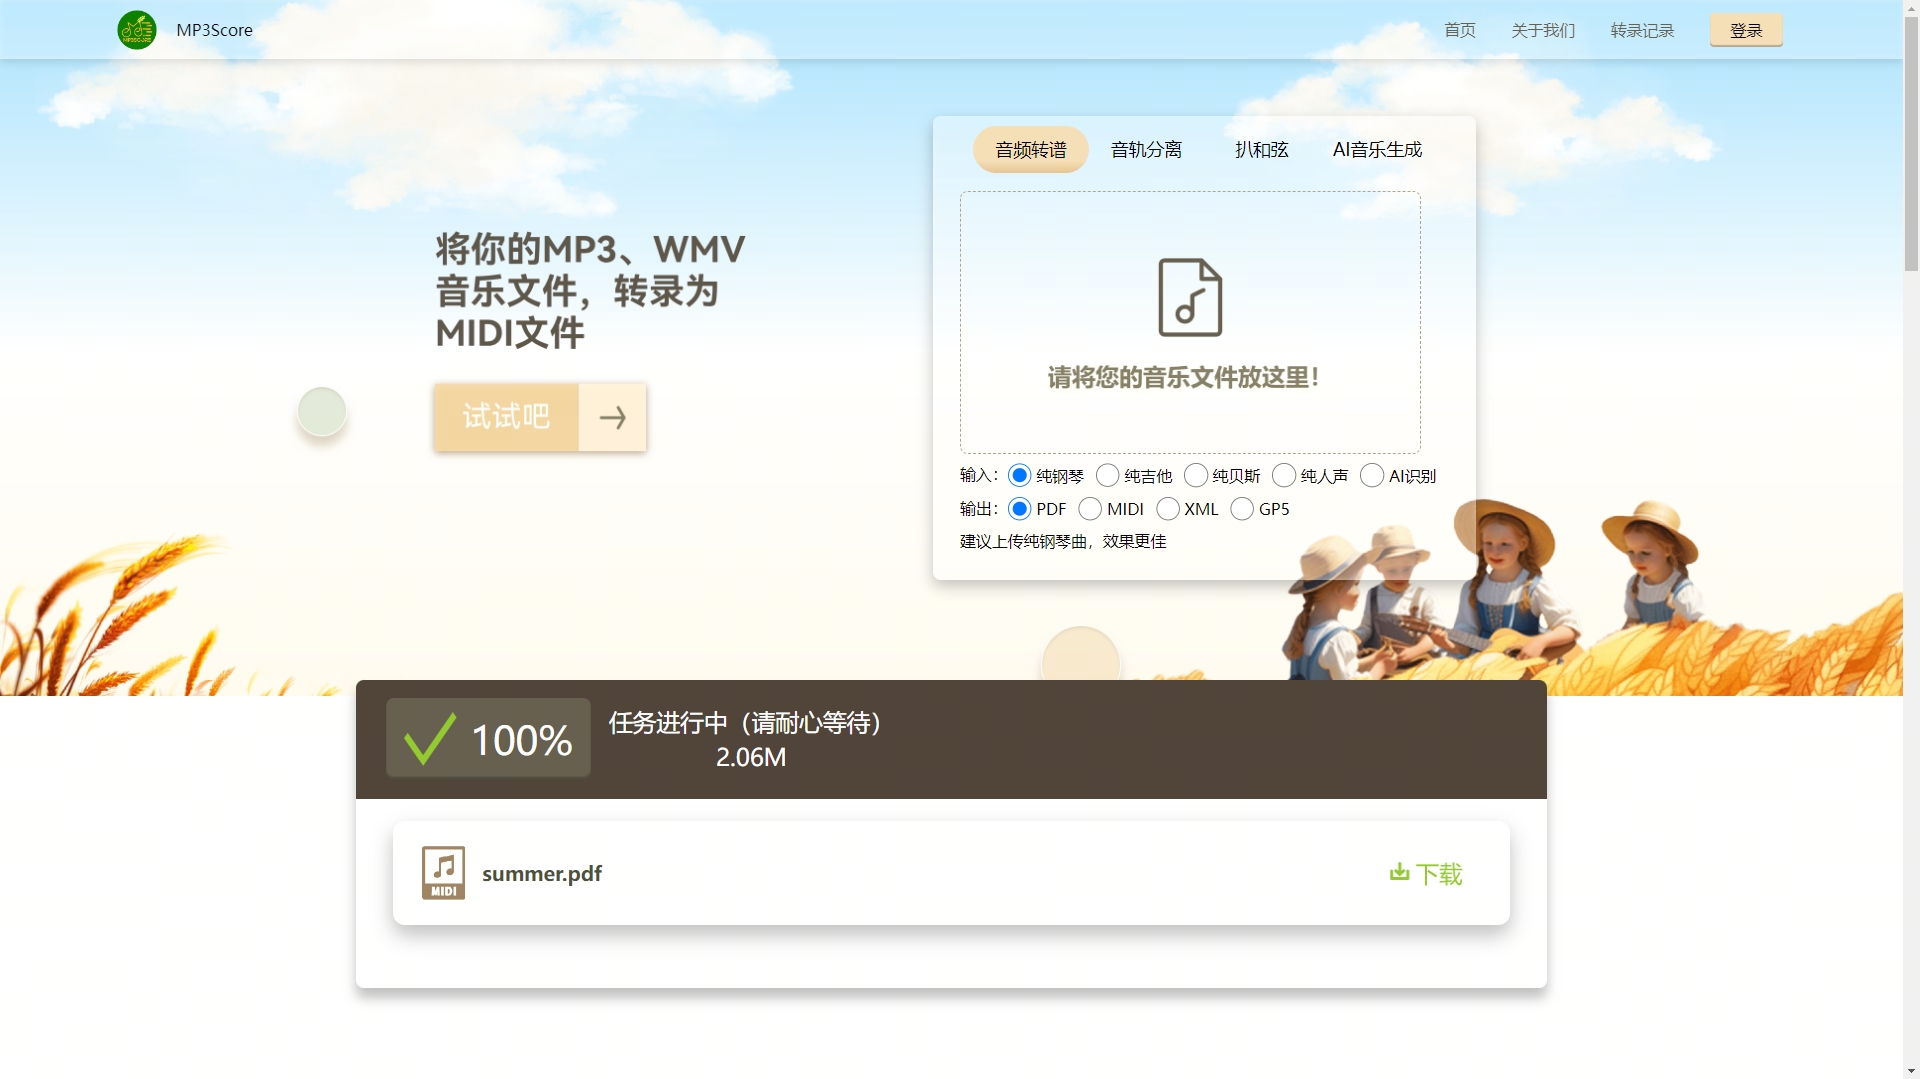 MP3Score
首页
关于我们
转录记录
登录
音频转谱
音轨分离
扒和弦
AI音乐生成
将你的MP3、WMV
音乐文件，转录为
MIDI文件
试试吧
请将您的音乐文件放这里！
输入： 纯钢琴 纯吉他 纯贝斯 纯人声 AI识别
输出： PDF MIDI XML GP5
建议上传纯钢琴曲，效果更佳
100%
任务进行中（请耐心等待）
2.06M
MIDI
summer.pdf
下载